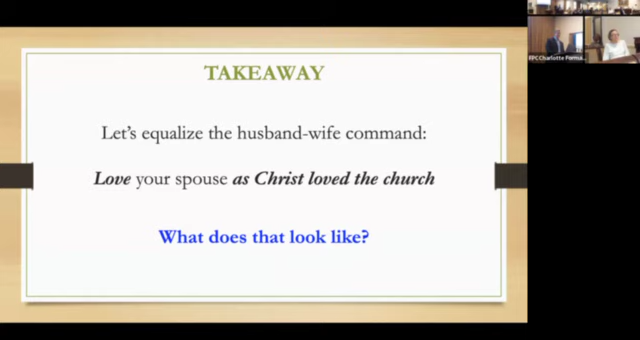 TAKEAWAY
Let's equalize the husband-wife command:
Love your spouse as Christ loved the church
What does that look like?